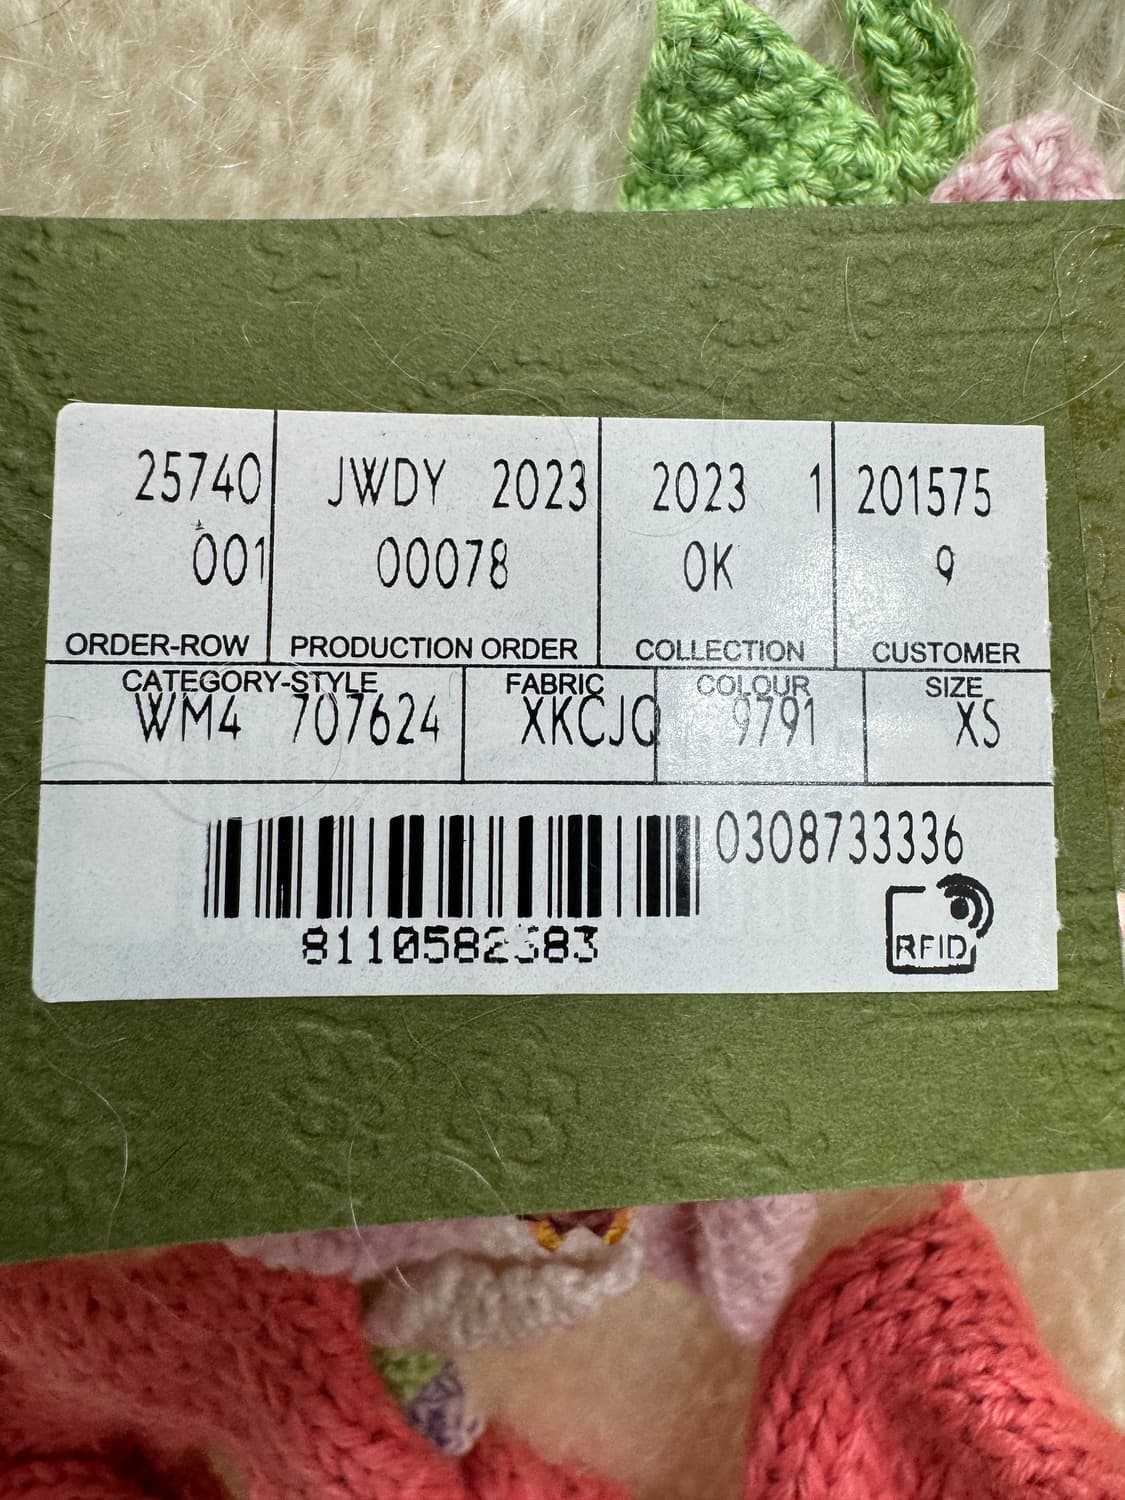 25740 JWDY 2023 2023 1 201575
001 00078 0K 9
ORDER-ROW PRODUCTION ORDER COLLECTION CUSTOMER
CATEGORY-STYLE FABRIC COLOUR SIZE
WM4 707624 XKCJQ 9791 XS
0308733336
RFID